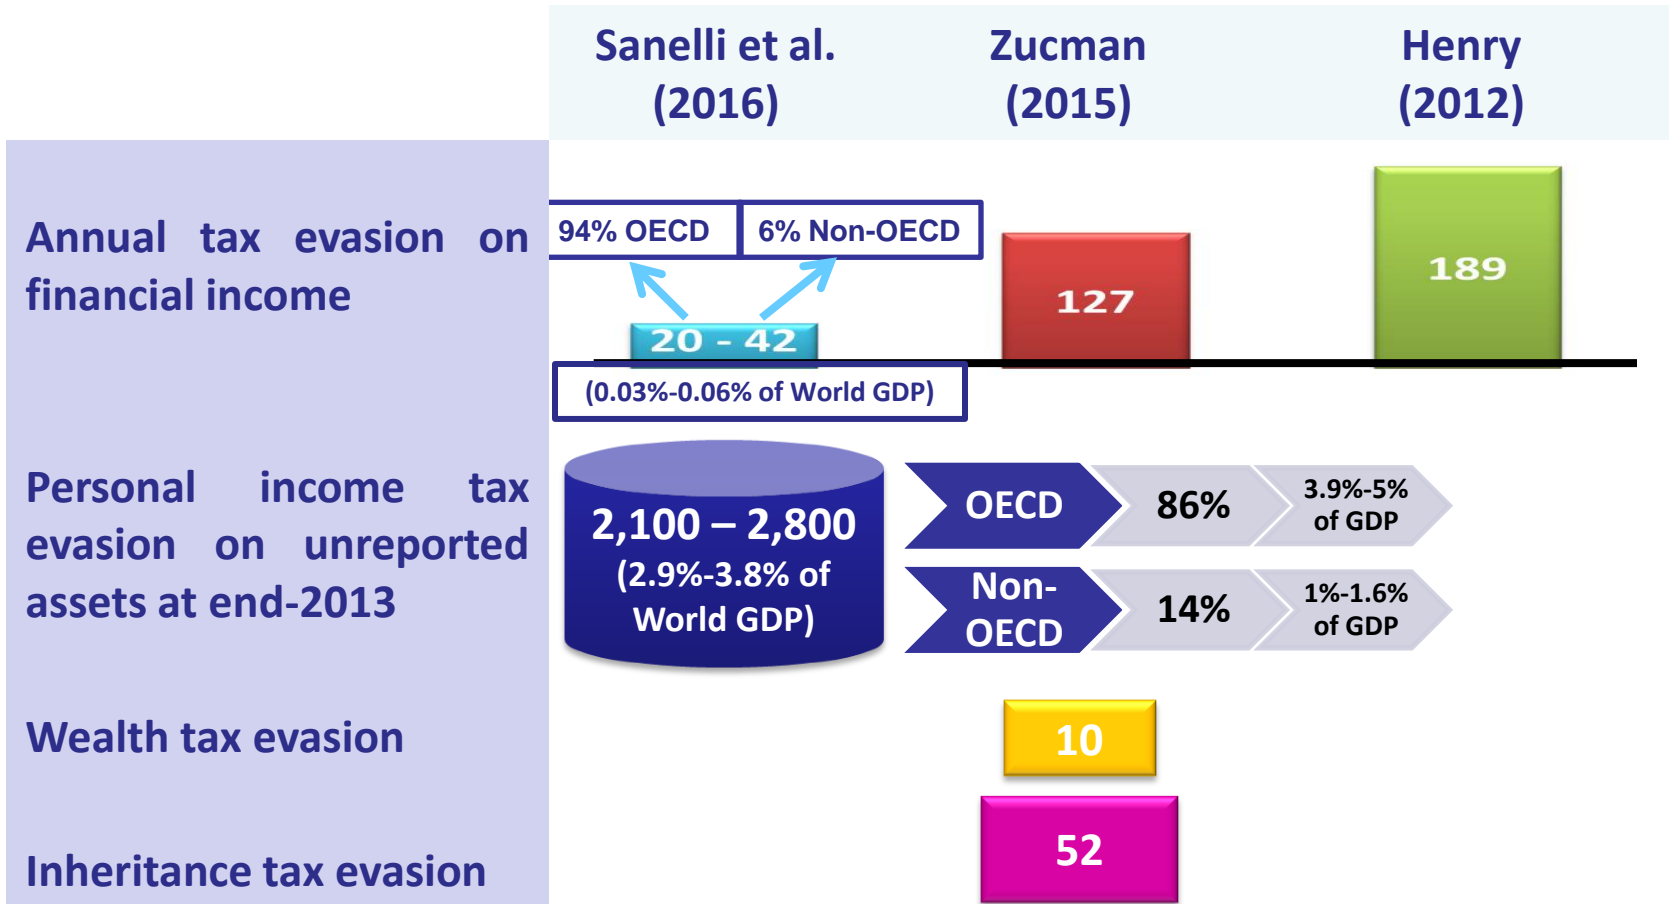 Sanelli et al.
(2016)
Zucman
(2015)
Henry
(2012)
Annual tax evasion on
financial income
94% OECD
6% Non-OECD
20 - 42
(0.03%-0.06% of World GDP)
127
189
Personal income tax
evasion on unreported
assets at end-2013
2,100 – 2,800
(2.9%-3.8% of
World GDP)
OECD
86%
3.9%-5%
of GDP
Non-
OECD
14%
1%-1.6%
of GDP
Wealth tax evasion
10
Inheritance tax evasion
52